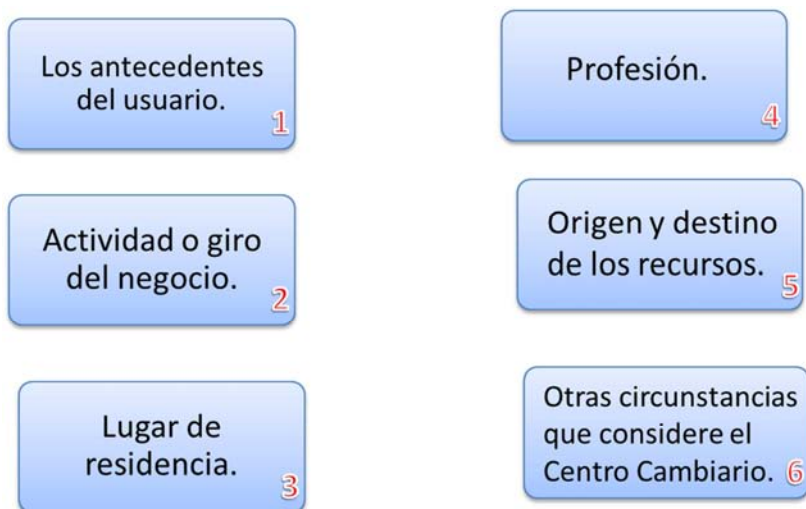 Los antecedentes
del usuario.
1
Actividad o giro
del negocio.
2
Lugar de
residencia.
3
Profesión.
4
Origen y destino
de los recursos.
5
Otras circunstancias
que considere el
Centro Cambiario.
6